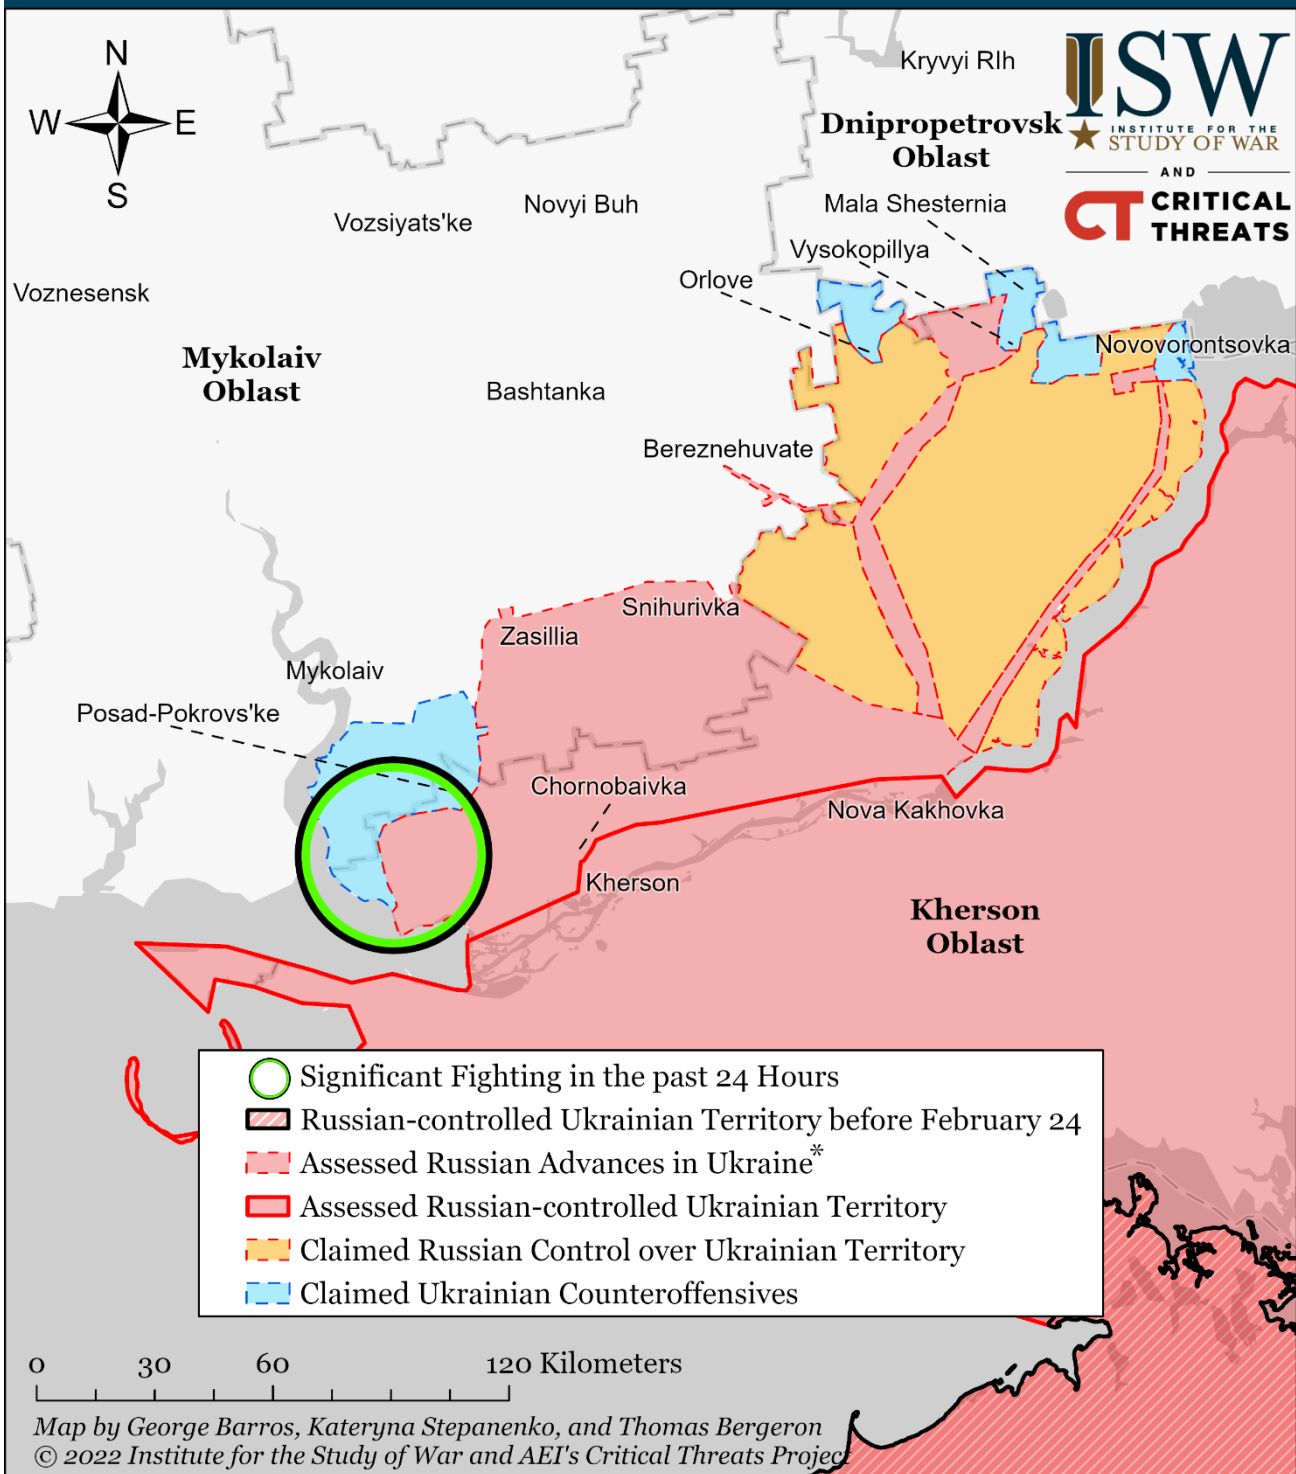 N
W E
S
Kryvyi RIh
ISW
INSTITUTE FOR THE
STUDY OF WAR
AND
CT CRITICAL
THREATS
Dnipropetrovsk
Oblast
Mala Shesternia
Novyi Buh
Vozsiyats'ke
Vysokopillya
Orlove
Voznesensk
Mykolaiv
Oblast
Novovorontsovka
Bashtanka
Bereznehuvate
Snihurivka
Zasillia
Mykolaiv
Posad-Pokrovs'ke
Chornobaivka
Nova Kakhovka
Kherson
Kherson
Oblast
Significant Fighting in the past 24 Hours
Russian-controlled Ukrainian Territory before February 24
Assessed Russian Advances in Ukraine*
Assessed Russian-controlled Ukrainian Territory
Claimed Russian Control over Ukrainian Territory
Claimed Ukrainian Counteroffensives
0 30 60 120 Kilometers
Map by George Barros, Kateryna Stepanenko, and Thomas Bergeron
© 2022 Institute for the Study of War and AEI's Critical Threats Project